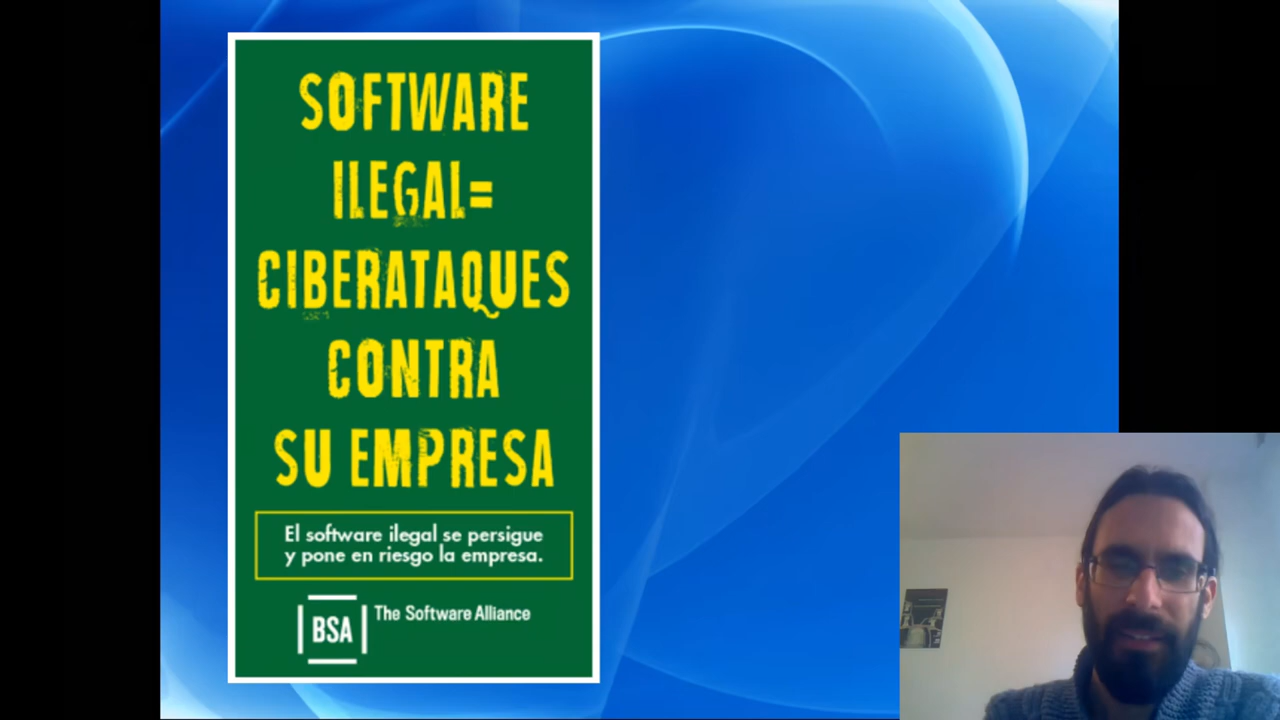 SOFTWARE
ILEGAL=
CIBERATAQUES
CONTRA
SU EMPRESA
El software ilegal se persigue
y pone en riesgo la empresa.
BSA The Software Alliance